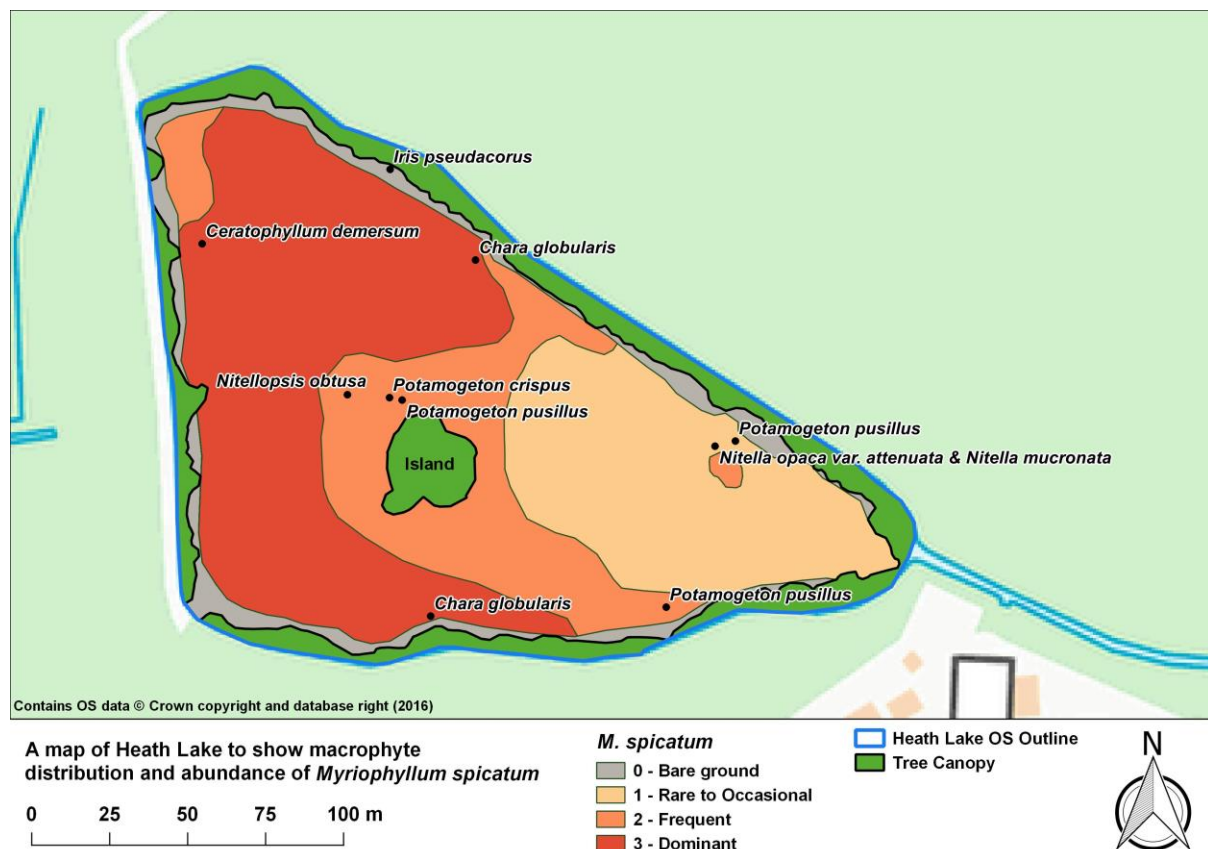 Iris pseudacorus
Ceratophyllum demersum
Chara globularis
Nitellopsis obtusa
Potamogeton crispus
Potamogeton pusillus
Island
Potamogeton pusillus
Nitella opaca var. attenuata & Nitella mucronata
Potamogeton pusillus
Chara globularis
Contains OS data © Crown copyright and database right (2016)
A map of Heath Lake to show macrophyte
distribution and abundance of Myriophyllum spicatum
0 25 50 75 100 m
M. spicatum
0 - Bare ground
1 - Rare to Occasional
2 - Frequent
3 - Dominant
Heath Lake OS Outline
Tree Canopy
N